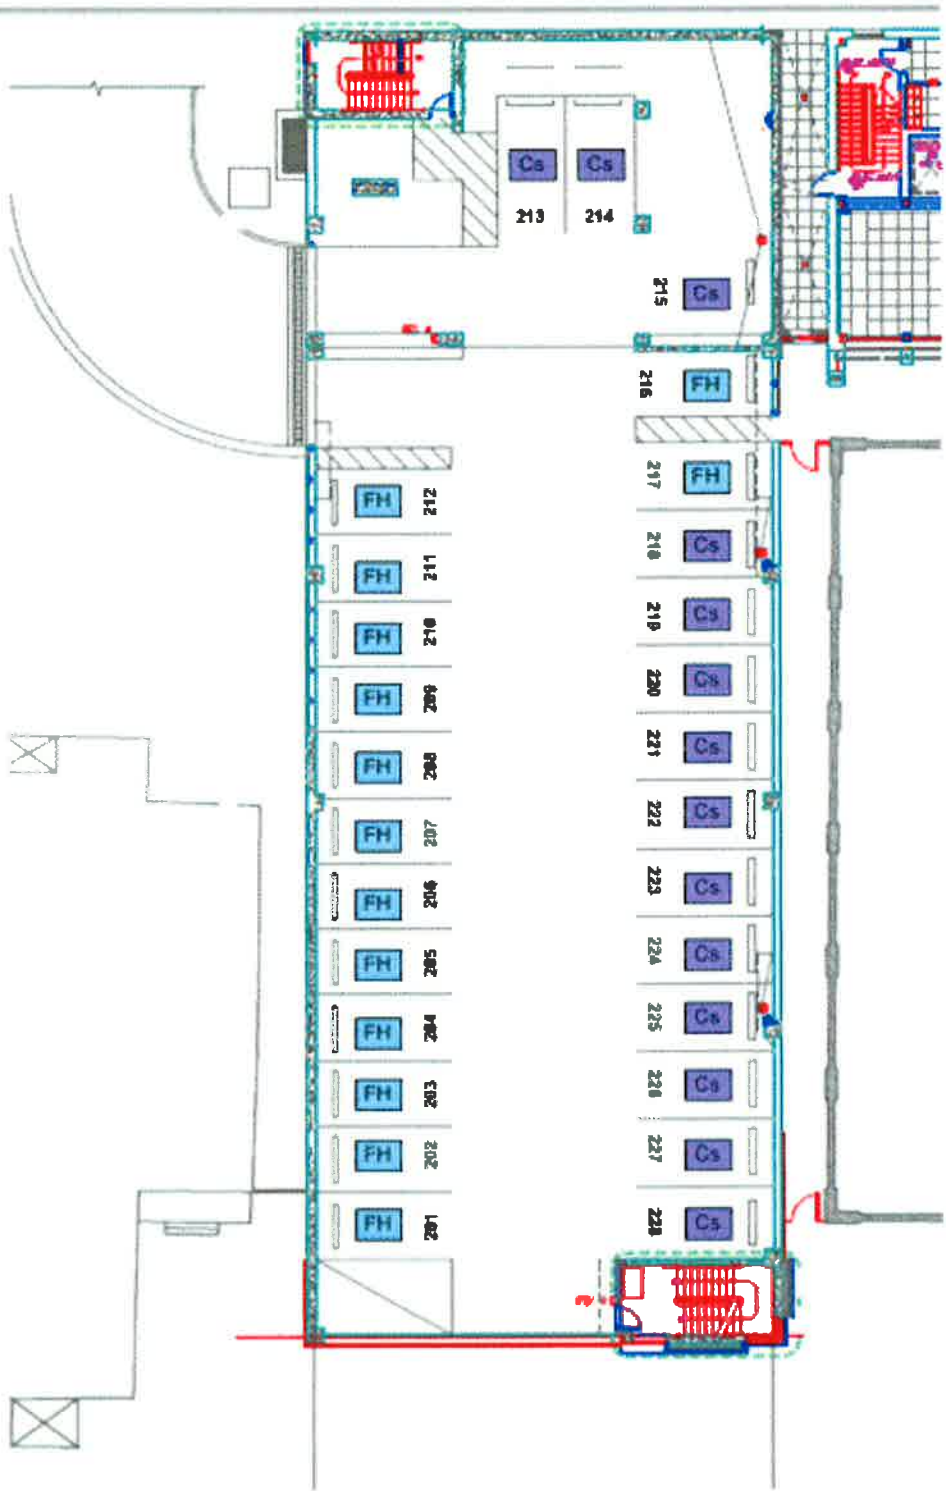 Cs Cs
213 214
215 Cs
216 FH
217 FH
FH 212
218 Cs
FH 211
219 Cs
FH 210
220 Cs
FH 209
221 Cs
FH 208
222 Cs
FH 207
223 Cs
FH 206
224 Cs
FH 205
225 Cs
FH 204
226 Cs
FH 203
227 Cs
FH 202
228 Cs
FH 201